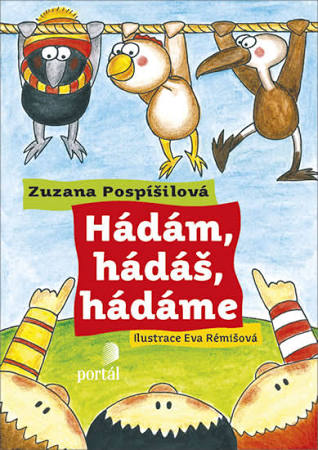 Zuzana Pospíšilová
Hádám,
hádáš,
hádáme
Ilustrace Eva Rémišová
portál